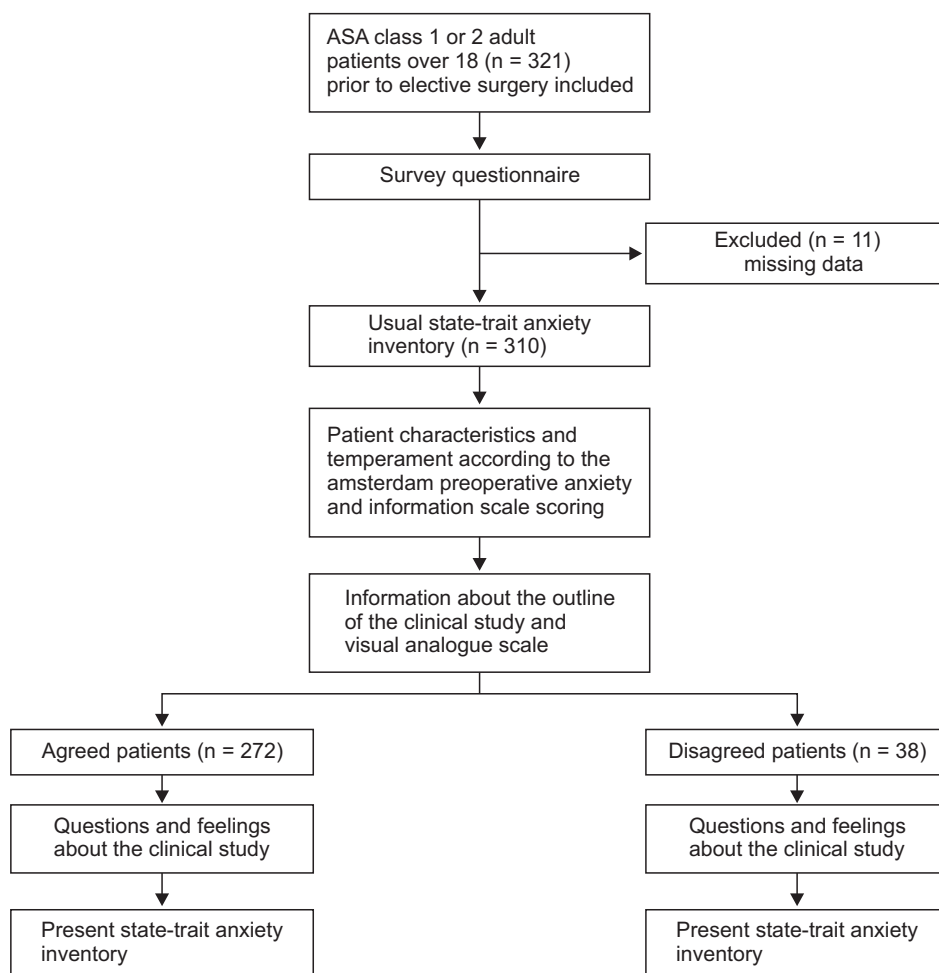 ASA class 1 or 2 adult
patients over 18 (n = 321)
prior to elective surgery included
Survey questionnaire
Excluded (n = 11)
missing data
Usual state-trait anxiety
inventory (n = 310)
Patient characteristics and
temperament according to the
amsterdam preoperative anxiety
and information scale scoring
Information about the outline
of the clinical study and
visual analogue scale
Agreed patients (n = 272)
Questions and feelings
about the clinical study
Present state-trait anxiety
inventory
Disagreed patients (n = 38)
Questions and feelings
about the clinical study
Present state-trait anxiety
inventory